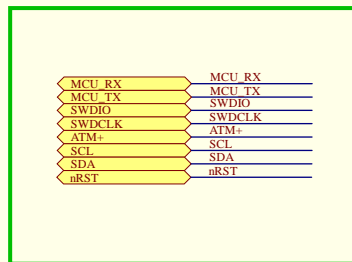 MCU_RX MCU_RX
MCU_TX MCU_TX
SWDIO SWDIO
SWDCLK SWDCLK
ATM+ ATM+
SCL SCL
SDA SDA
nRST nRST